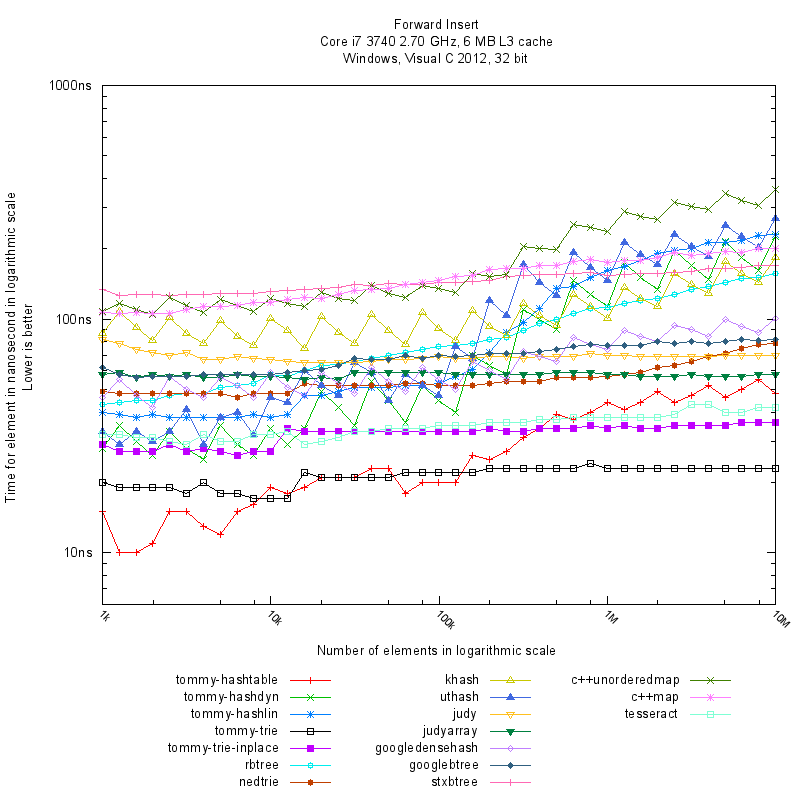 Forward Insert
Core i7 3740 2.70 GHz, 6 MB L3 cache
Windows, Visual C 2012, 32 bit
1000ns
100ns
10ns
Time for element in nanosecond in logarithmic scale
Lower is better
1k
10k
100k
1M
10M
Number of elements in logarithmic scale
tommy-hashtable
tommy-hashdyn
tommy-hashlin
tommy-trie
tommy-trie-inplace
rbtree
nedtrie
khash
uthash
judy
judyarray
googledensehash
googlebtree
stxbtree
c++unorderedmap
c++map
tesseract